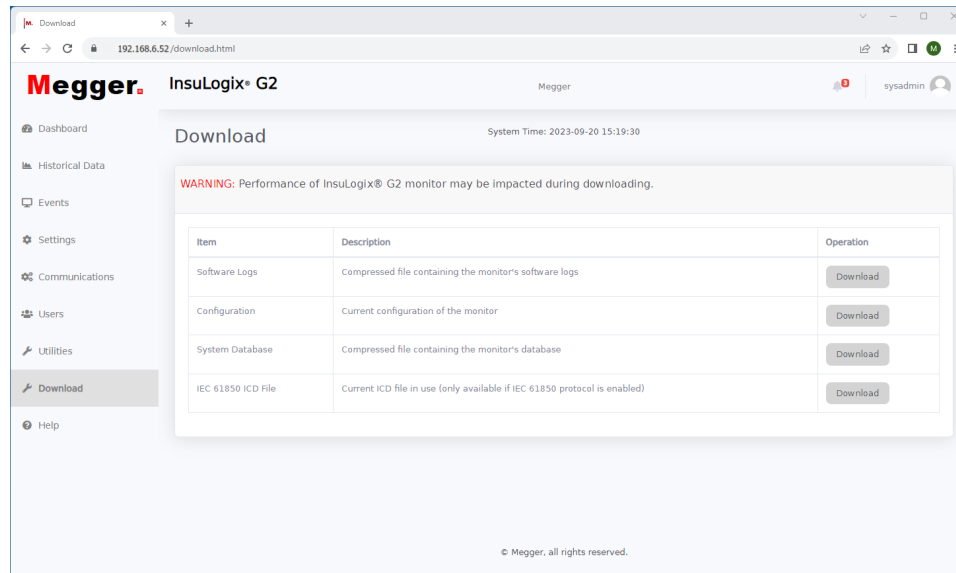 M. Download
192.168.6.52/download.html
M
Megger.
InsuLogix® G2
Megger
3
sysadmin
Dashboard
Historical Data
Events
Settings
Communications
Users
Utilities
Download
Help
Download
System Time: 2023-09-20 15:19:30
WARNING: Performance of InsuLogix® G2 monitor may be impacted during downloading.
Item Description Operation
Software Logs Compressed file containing the monitor's software logs Download
Configuration Current configuration of the monitor Download
System Database Compressed file containing the monitor's database Download
IEC 61850 ICD File Current ICD file in use (only available if IEC 61850 protocol is enabled) Download
© Megger, all rights reserved.